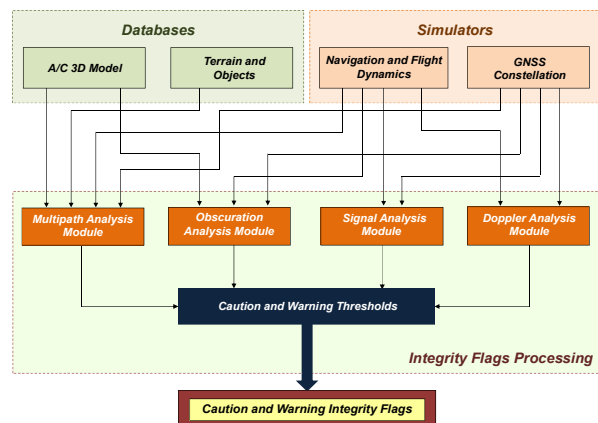 Databases
Simulators
A/C 3D Model
Terrain and
Objects
Navigation and Flight
Dynamics
GNSS
Constellation
Multipath Analysis
Module
Obscuration
Analysis Module
Signal Analysis
Module
Doppler Analysis
Module
Caution and Warning Thresholds
Integrity Flags Processing
Caution and Warning Integrity Flags